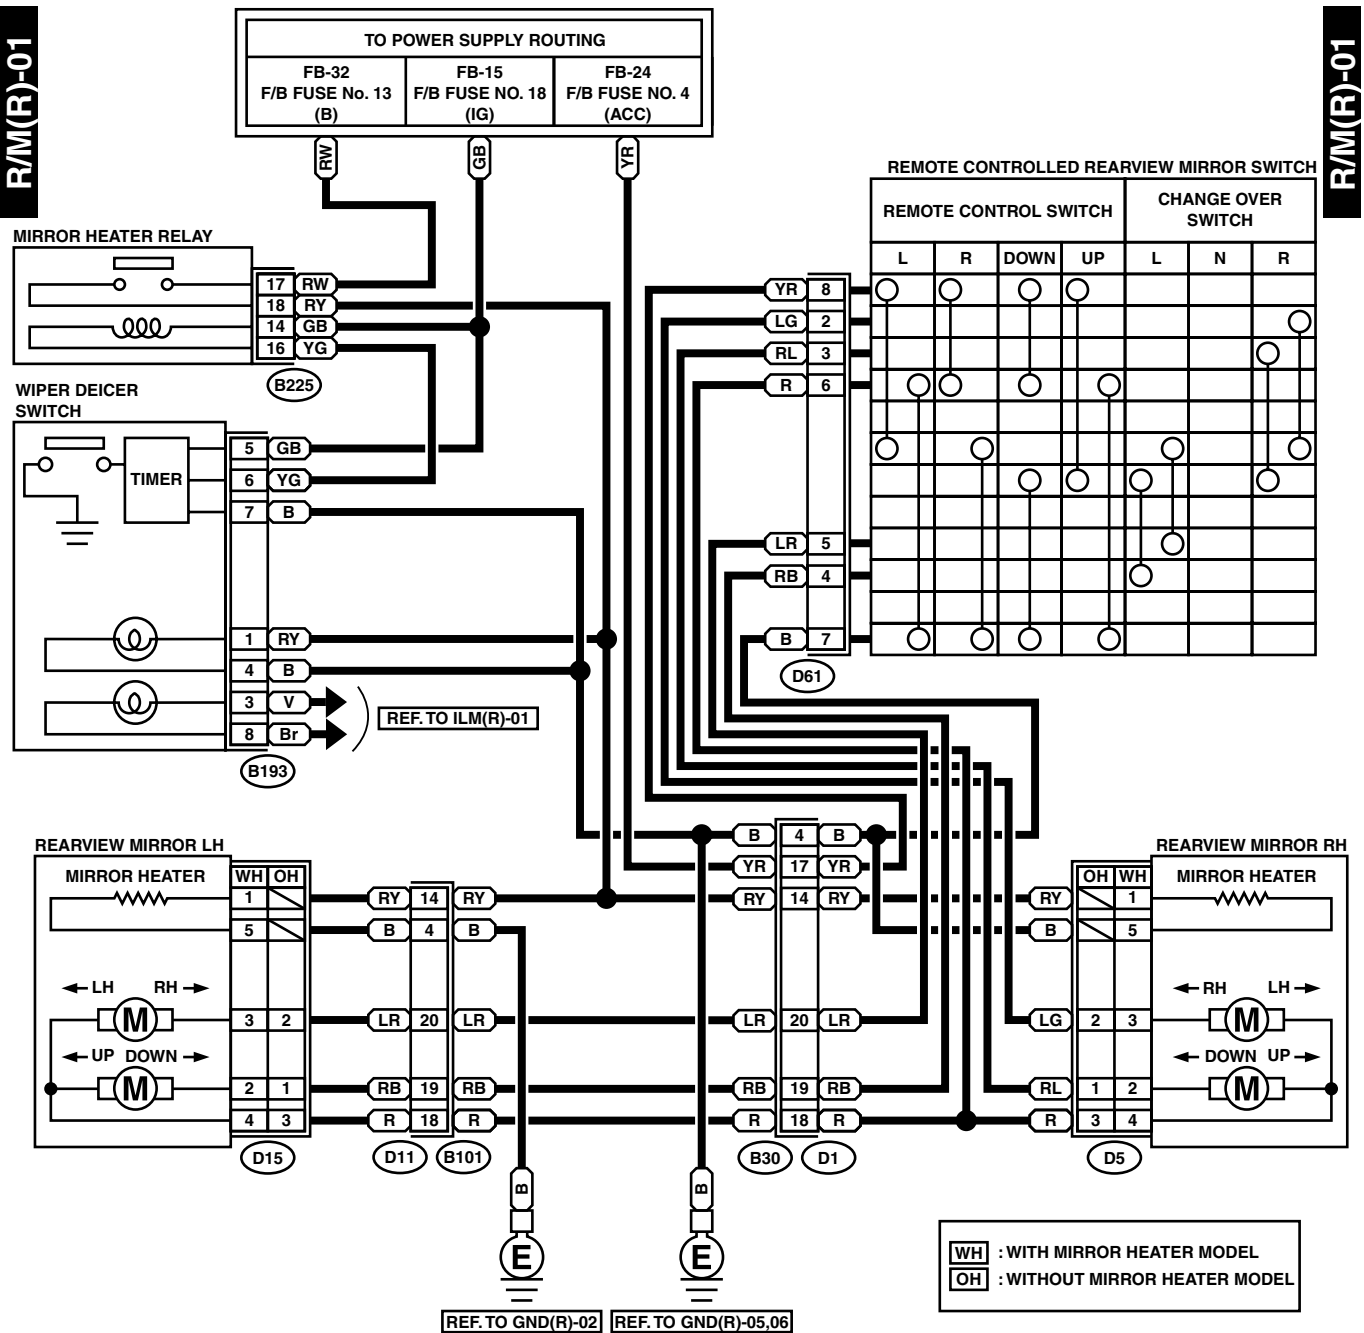 R/M(R)-01
R/M(R)-01
TO POWER SUPPLY ROUTING
FB-32
F/B FUSE No. 13
(B)
FB-15
F/B FUSE NO. 18
(IG)
FB-24
F/B FUSE NO. 4
(ACC)
RW
GB
YR
MIRROR HEATER RELAY
17 RW
18 RY
14 GB
16 YG
B225
WIPER DEICER
SWITCH
TIMER
5 GB
6 YG
7 B
1 RY
4 B
3 V
8 Br
B193
REF. TO ILM(R)-01
REMOTE CONTROLLED REARVIEW MIRROR SWITCH
REMOTE CONTROL SWITCH
CHANGE OVER
SWITCH
L R DOWN UP L N R
YR 8
LG 2
RL 3
R 6
LR 5
RB 4
B 7
D61
REARVIEW MIRROR LH
MIRROR HEATER
WH OH
1
5
LH RH
M
3 2
UP DOWN
M
2 1
4 3
D15
RY 14 RY
B 4 B
LR 20 LR
RB 19 RB
R 18 R
D11 B101
B 4 B
YR 17 YR
RY 14 RY
LR 20 LR
RB 19 RB
R 18 R
B30 D1
REARVIEW MIRROR RH
MIRROR HEATER
OH WH
RY 1
B 5
RH LH
M
LG 2 3
DOWN UP
M
RL 1 2
R 3 4
D5
B
E
REF. TO GND(R)-02
B
E
REF. TO GND(R)-05,06
WH : WITH MIRROR HEATER MODEL
OH : WITHOUT MIRROR HEATER MODEL